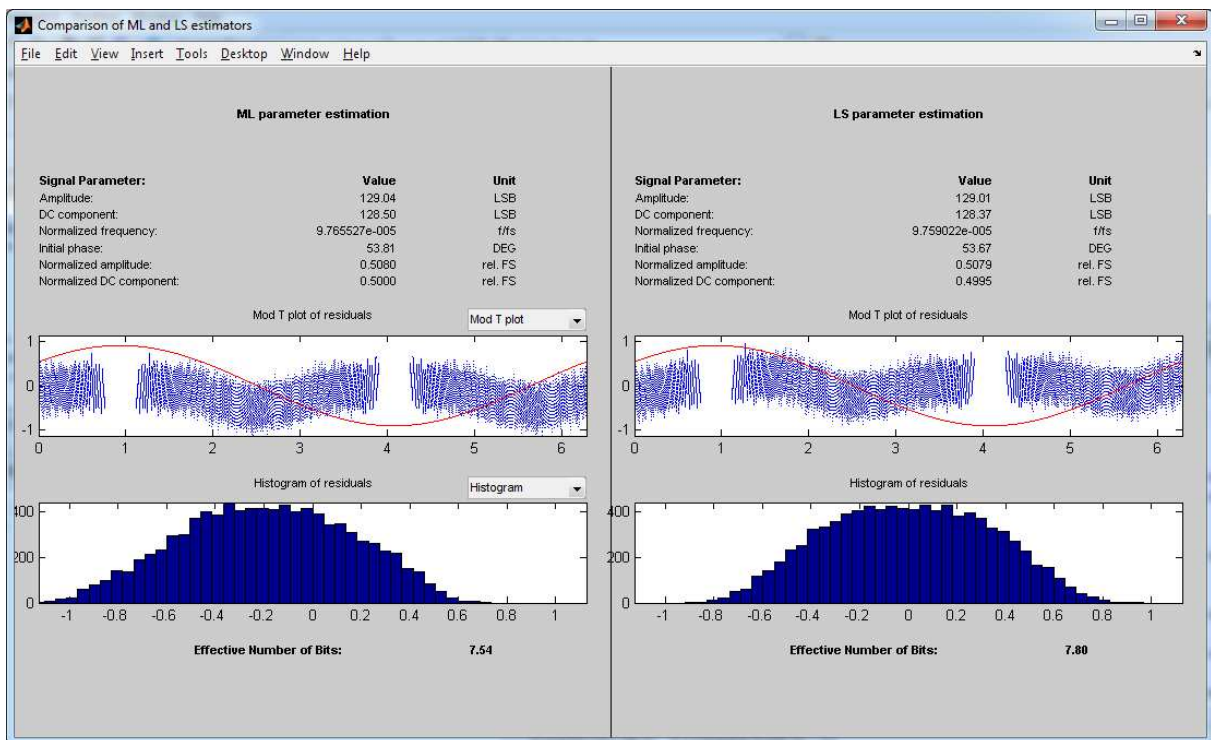 Comparison of ML and LS estimators
File Edit View Insert Tools Desktop Window Help
ML parameter estimation
Signal Parameter: Value Unit
Amplitude: 129.04 LSB
DC component: 128.50 LSB
Normalized frequency: 9.765527e-005 f/fs
Initial phase: 53.81 DEG
Normalized amplitude: 0.5080 rel. FS
Normalized DC component: 0.5000 rel. FS
Mod T plot of residuals
Mod T plot
1
0
-1
0 1 2 3 4 5 6
Histogram of residuals
Histogram
400
200
0
-1 -0.8 -0.6 -0.4 -0.2 0 0.2 0.4 0.6 0.8 1
Effective Number of Bits: 7.54
LS parameter estimation
Signal Parameter: Value Unit
Amplitude: 129.01 LSB
DC component: 128.37 LSB
Normalized frequency: 9.759022e-005 f/fs
Initial phase: 53.67 DEG
Normalized amplitude: 0.5079 rel. FS
Normalized DC component: 0.4995 rel. FS
Mod T plot of residuals
1
0
-1
0 1 2 3 4 5 6
Histogram of residuals
400
200
0
-1 -0.8 -0.6 -0.4 -0.2 0 0.2 0.4 0.6 0.8 1
Effective Number of Bits: 7.80